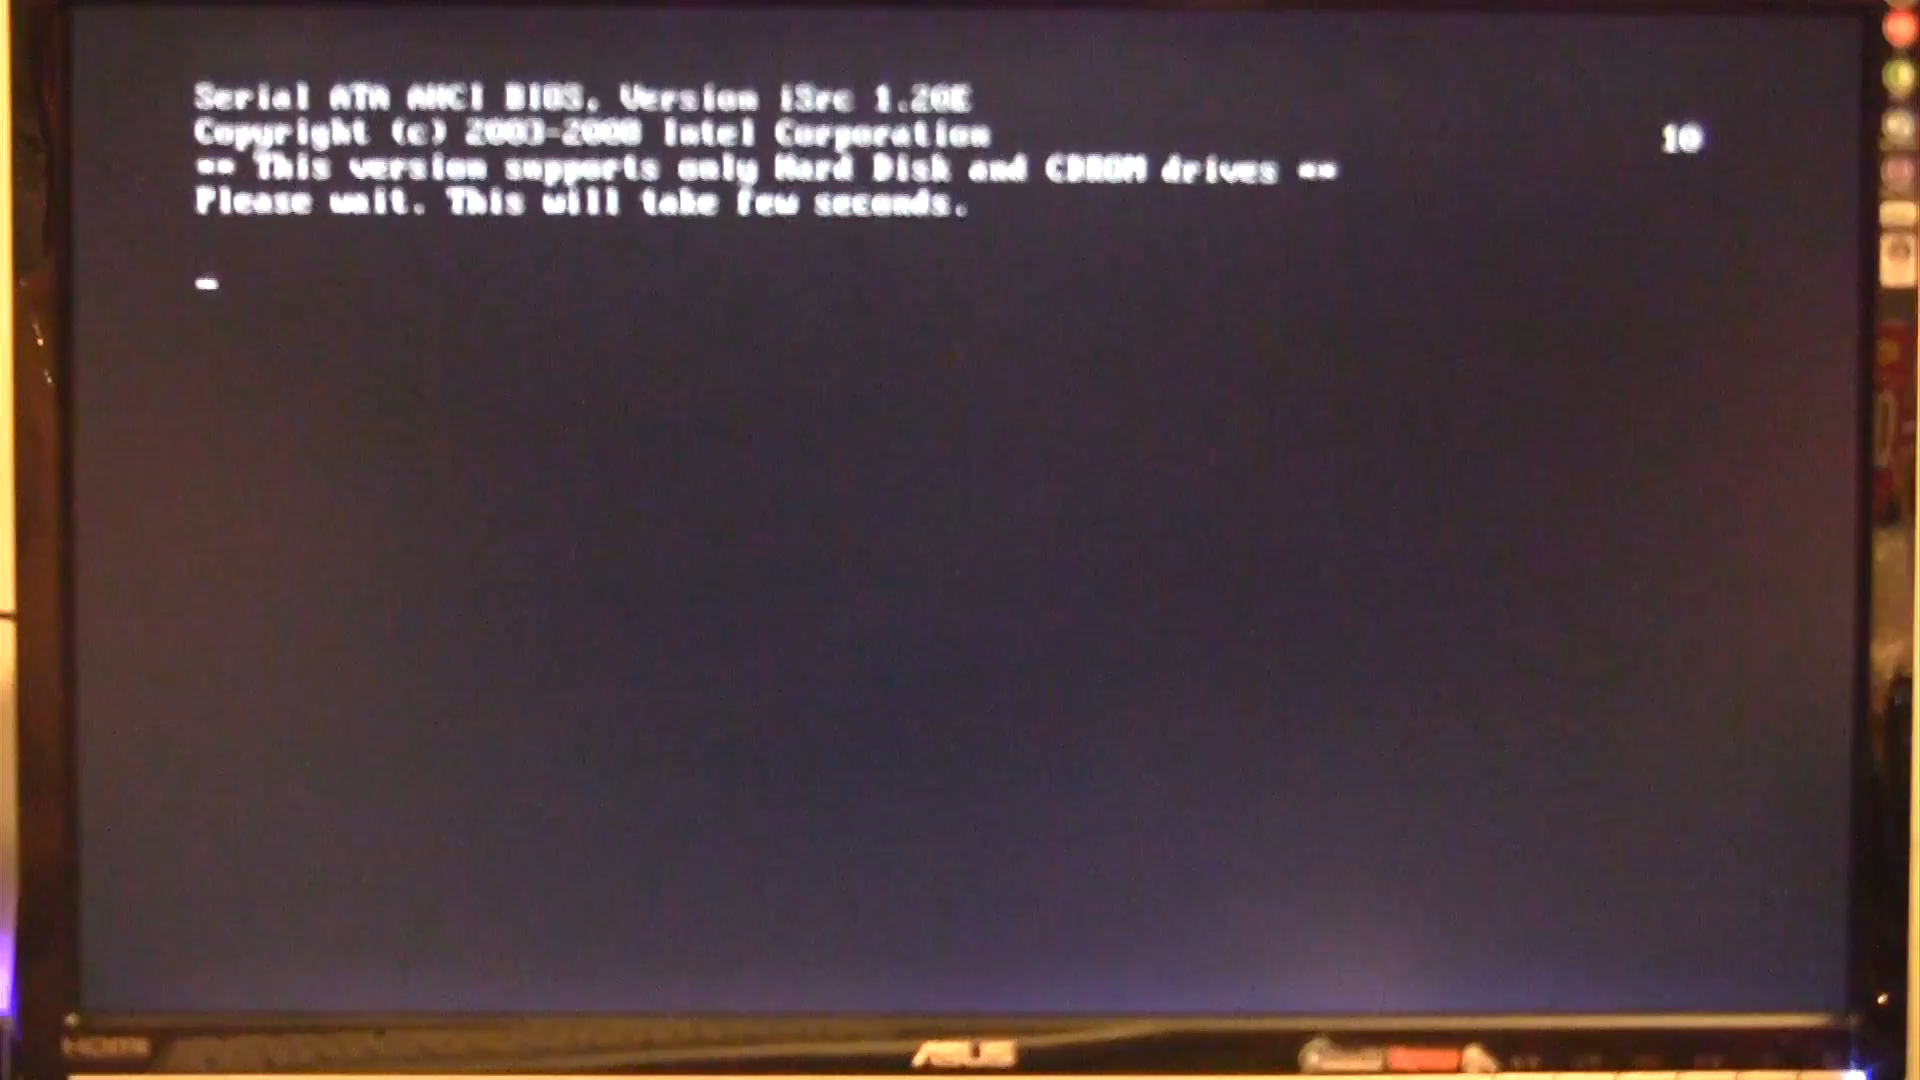 Serial ATA AHCI BIOS, Version iSrc 1.20E
Copyright (c) 2003-2008 Intel Corporation
10
** This version supports only Hard Disk and CDROM drives **
Please wait. This will take few seconds.
HDMI
ASUS